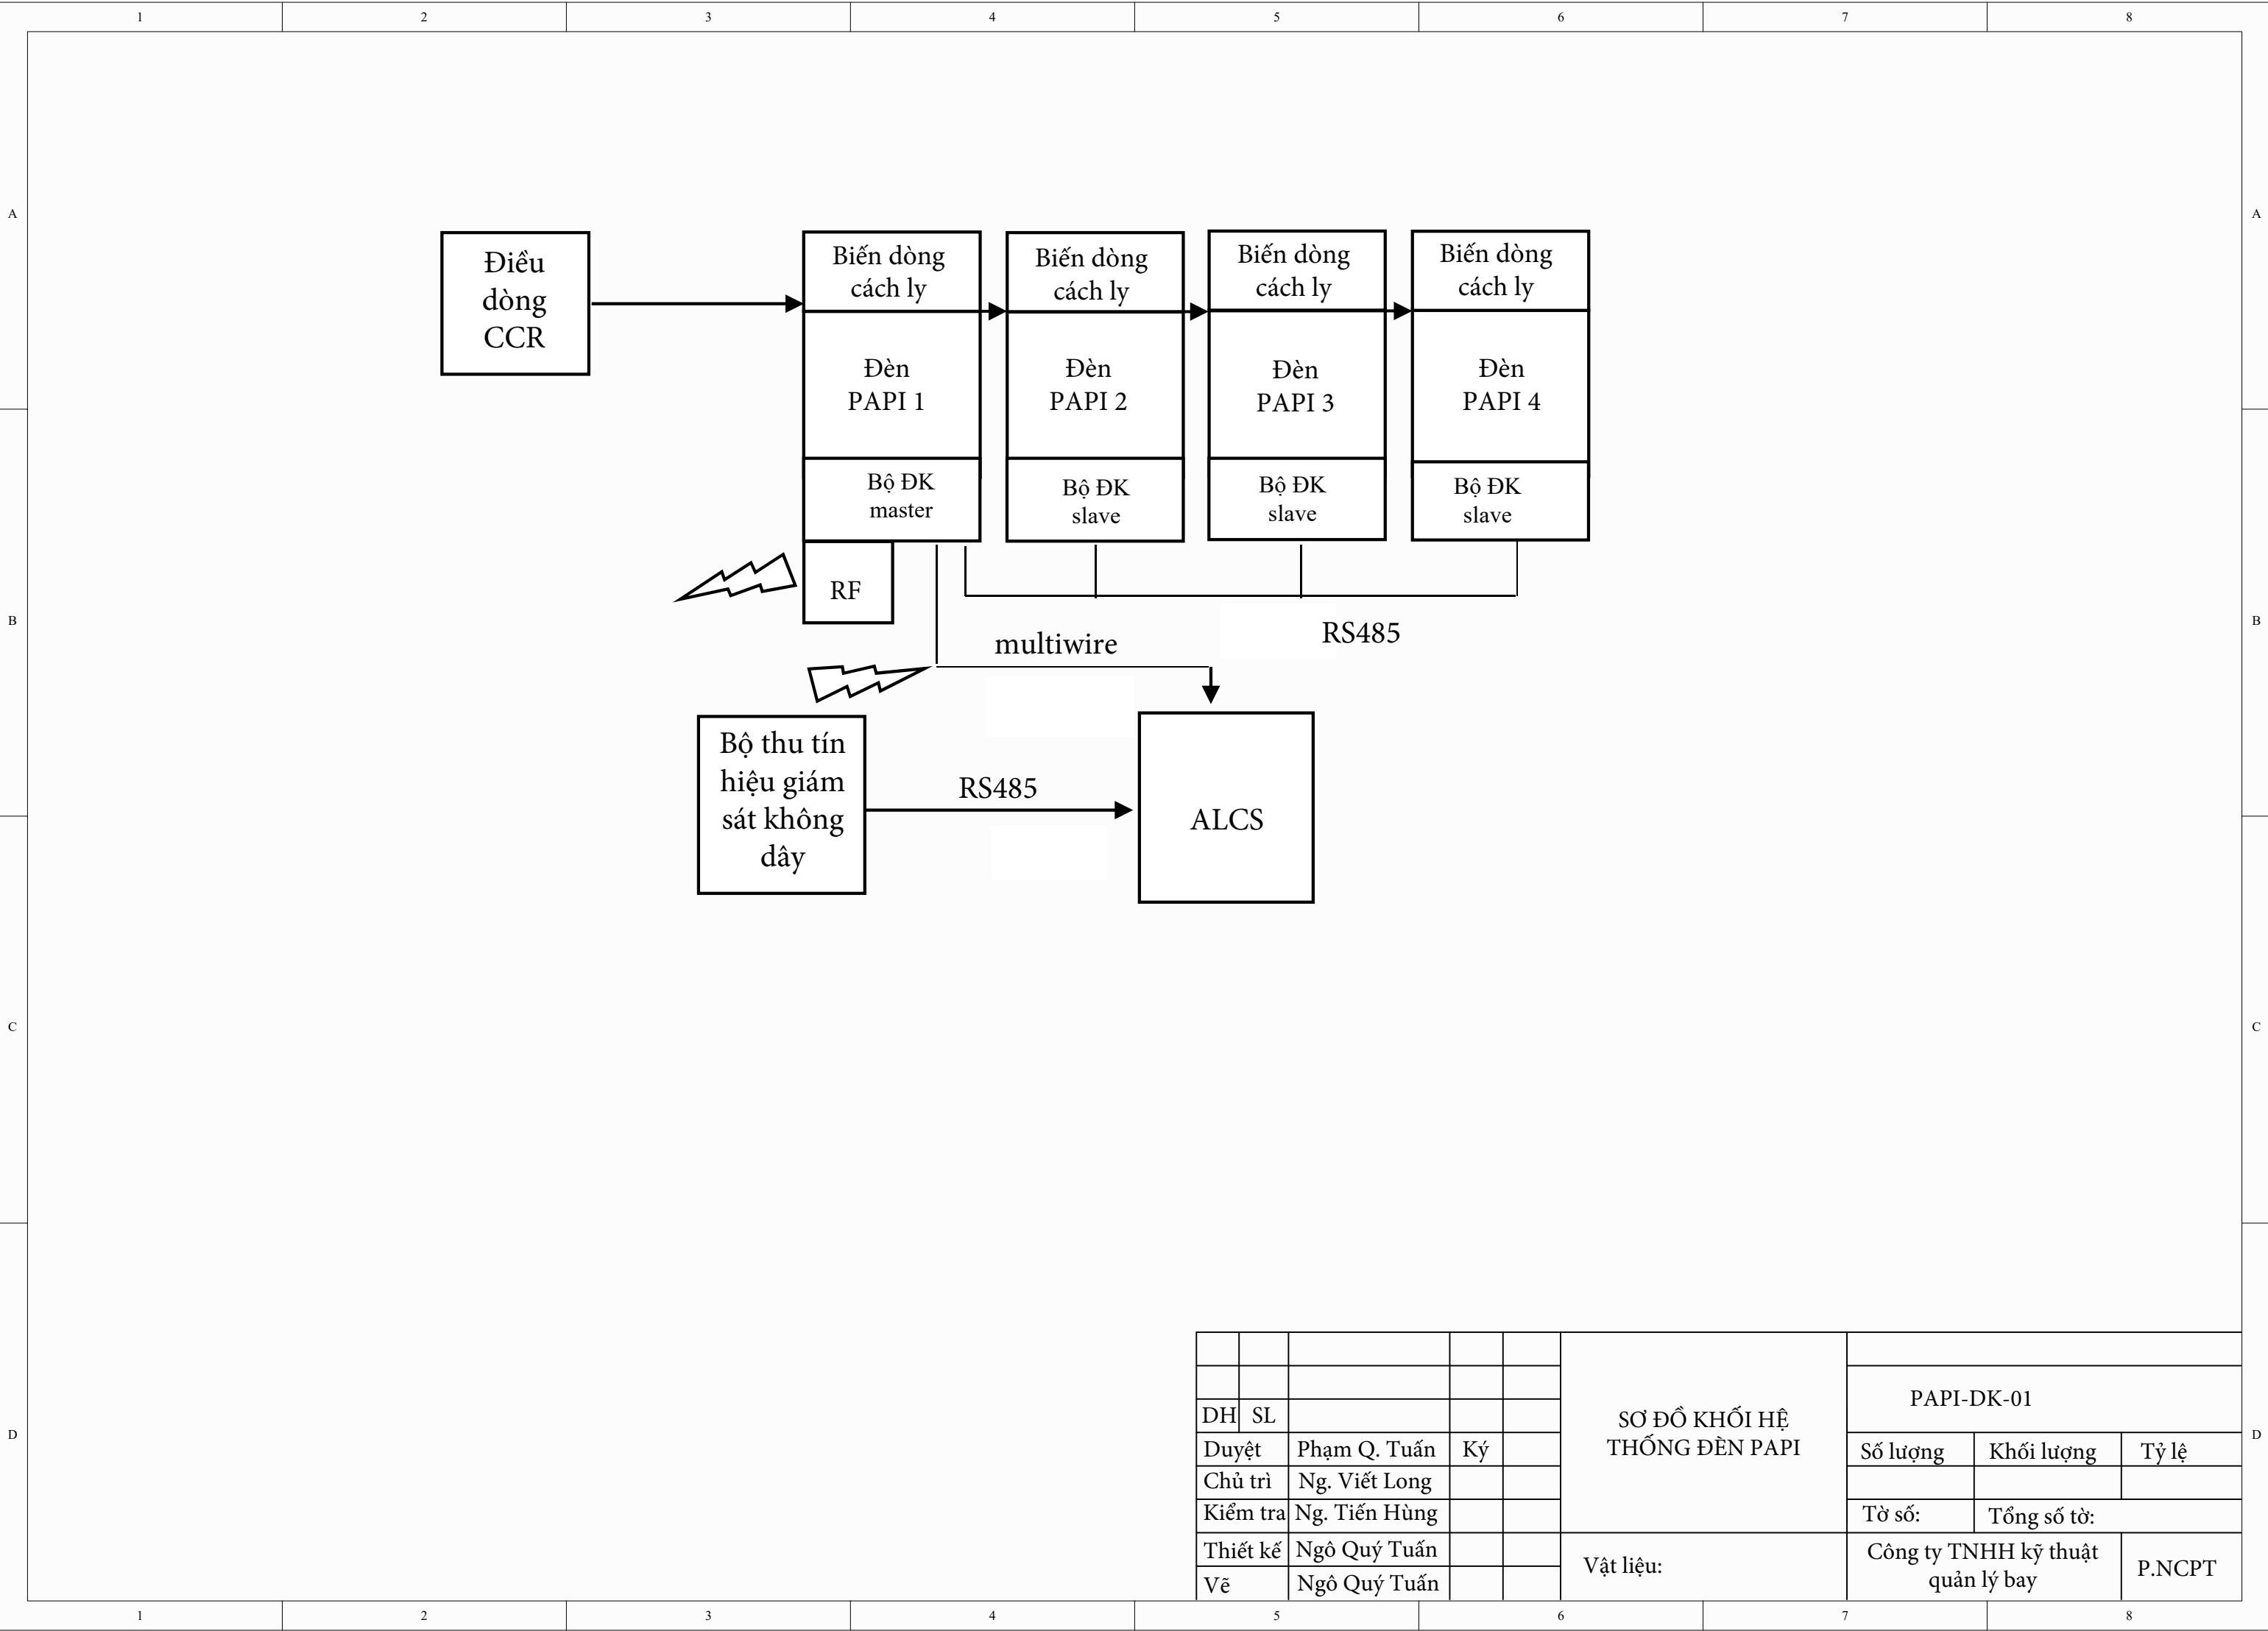 1 2 3 4 5 6 7 8
A
A
Điều
dòng
CCR
Biến dòng
cách ly
Biến dòng
cách ly
Biến dòng
cách ly
Biến dòng
cách ly
Đèn
PAPI 1
Đèn
PAPI 2
Đèn
PAPI 3
Đèn
PAPI 4
Bộ ĐK
master
Bộ ĐK
slave
Bộ ĐK
slave
Bộ ĐK
slave
RF
B
B
RS485
multiwire
Bộ thu tín
hiệu giám
sát không
dây
RS485
ALCS
C
C
D
D
DH SL
Duyệt Phạm Q. Tuấn Ký
Chủ trì Ng. Viết Long
Kiểm tra Ng. Tiến Hùng
Thiết kế Ngô Quý Tuấn
Vẽ Ngô Quý Tuấn
SƠ ĐỒ KHỐI HỆ
THỐNG ĐÈN PAPI
Vật liệu:
PAPI-DK-01
Số lượng Khối lượng Tỷ lệ
Tờ số: Tổng số tờ:
Công ty TNHH kỹ thuật
quản lý bay
P.NCPT
1 2 3 4 5 6 7 8